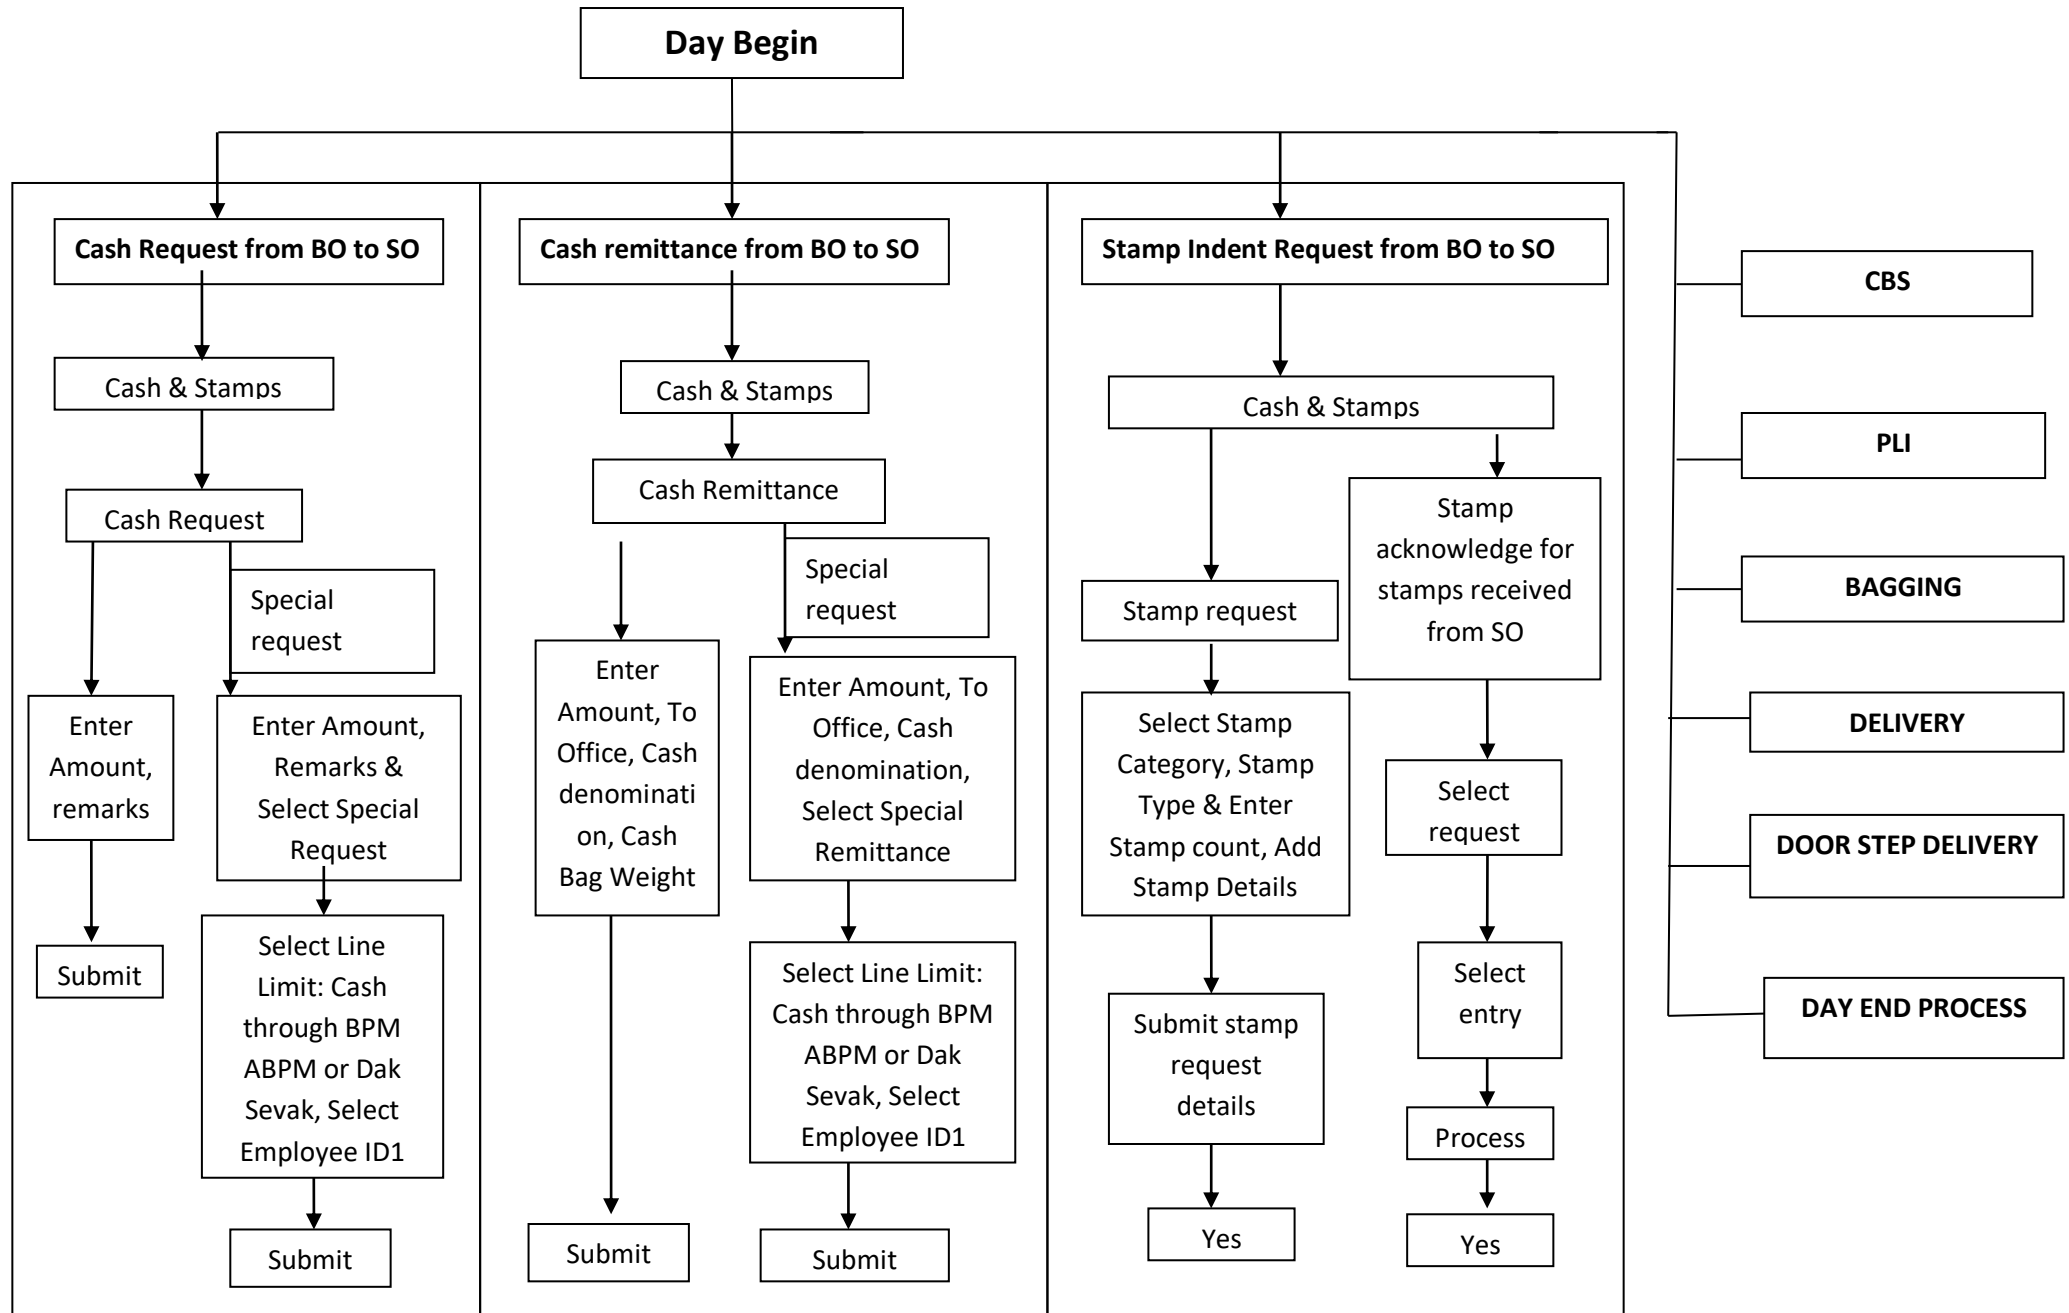 Day Begin
Cash Request from BO to SO
Cash & Stamps
Cash Request
Special
request
Enter
Amount,
remarks
Submit
Enter Amount,
Remarks &
Select Special
Request
Select Line
Limit: Cash
through BPM
ABPM or Dak
Sevak, Select
Employee ID1
Submit
Cash remittance from BO to SO
Cash & Stamps
Cash Remittance
Special
request
Enter
Amount, To
Office, Cash
denominati
on, Cash
Bag Weight
Submit
Enter Amount, To
Office, Cash
denomination,
Select Special
Remittance
Select Line Limit:
Cash through BPM
ABPM or Dak
Sevak, Select
Employee ID1
Submit
Stamp Indent Request from BO to SO
Cash & Stamps
Stamp request
Select Stamp
Category, Stamp
Type & Enter
Stamp count, Add
Stamp Details
Submit stamp
request
details
Yes
Stamp
acknowledge for
stamps received
from SO
Select
request
Select
entry
Process
Yes
CBS
PLI
BAGGING
DELIVERY
DOOR STEP DELIVERY
DAY END PROCESS